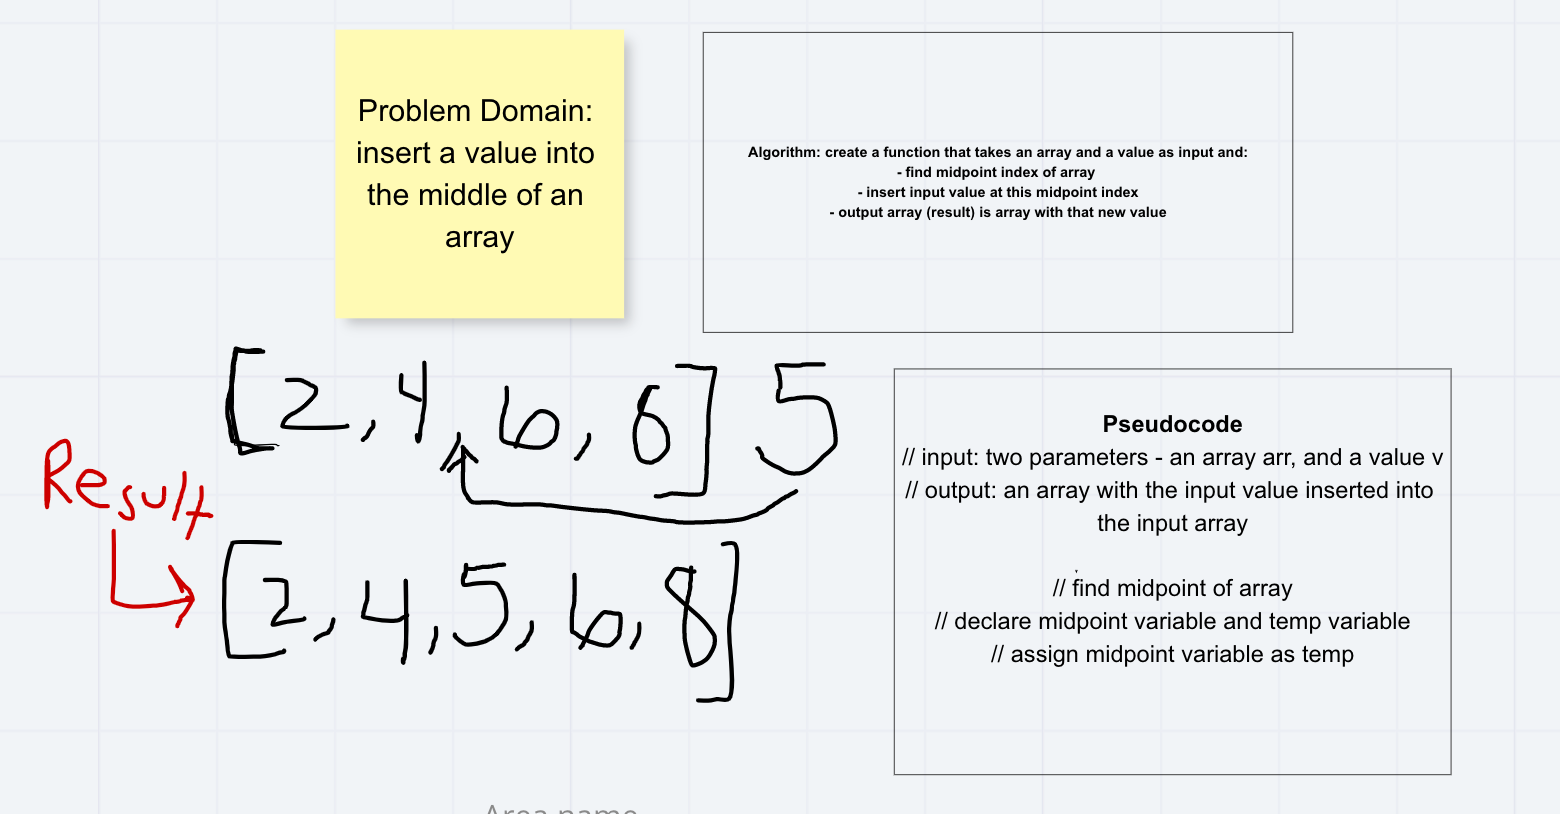 Problem Domain:
insert a value into
the middle of an
array
Algorithm: create a function that takes an array and a value as input and:
- find midpoint index of array
- insert input value at this midpoint index
- output array (result) is array with that new value
[2, 4, 6, 8] 5
Result
[2, 4, 5, 6, 8]
Pseudocode
// input: two parameters - an array arr, and a value v
// output: an array with the input value inserted into
the input array
// find midpoint of array
// declare midpoint variable and temp variable
// assign midpoint variable as temp
Area name